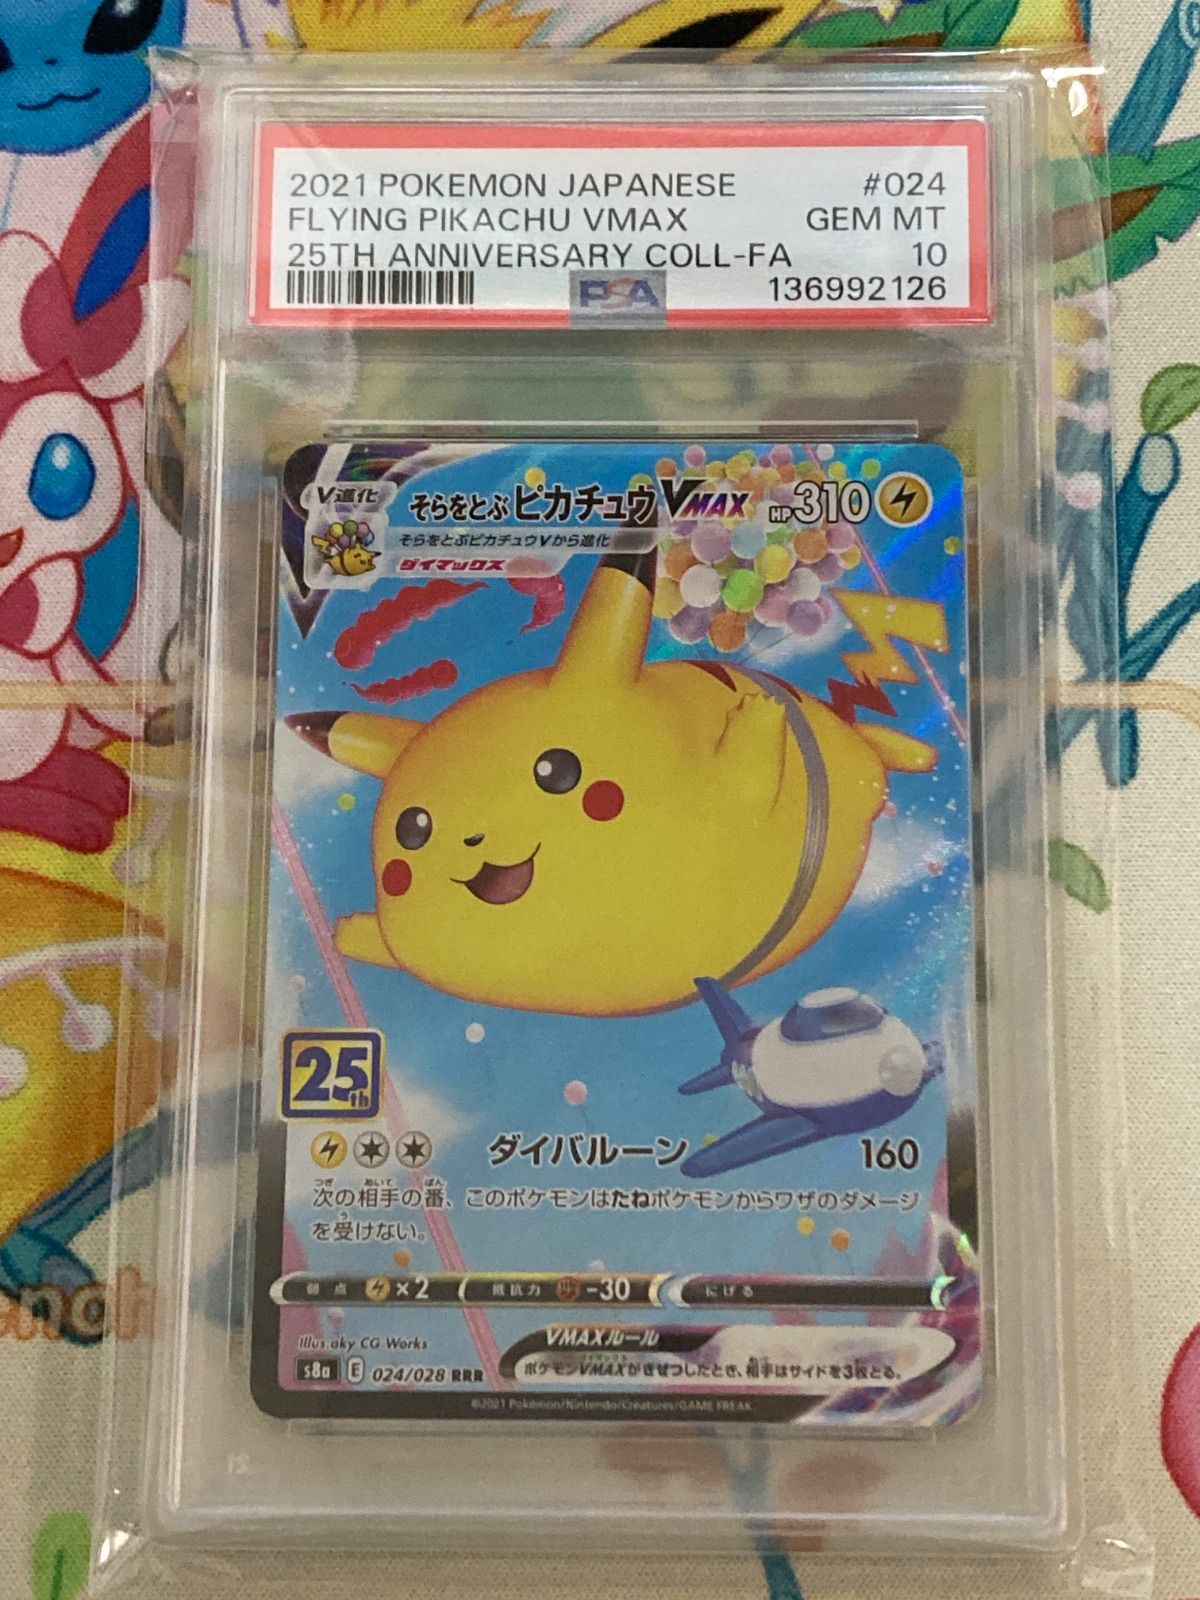 2021 POKEMON JAPANESE #024
FLYING PIKACHU VMAX GEM MT
25TH ANNIVERSARY COLL-FA 10
PSA 136992126
V進化
そらをとぶピカチュウVMAX HP310
そらをとぶピカチュウVから進化
ダイマックス
25th
ダイバルーン 160
次の相手の番、このポケモンはたねポケモンからワザのダメージ
を受けない。
弱点 ×2 抵抗力 -30 にげる
Illus. aky CG Works
VMAXルール
s8a E 024/028 RRR
ポケモンVMAXがきぜつしたとき、相手はサイドを3枚とる。
©2021 Pokémon/Nintendo/Creatures/GAME FREAK.